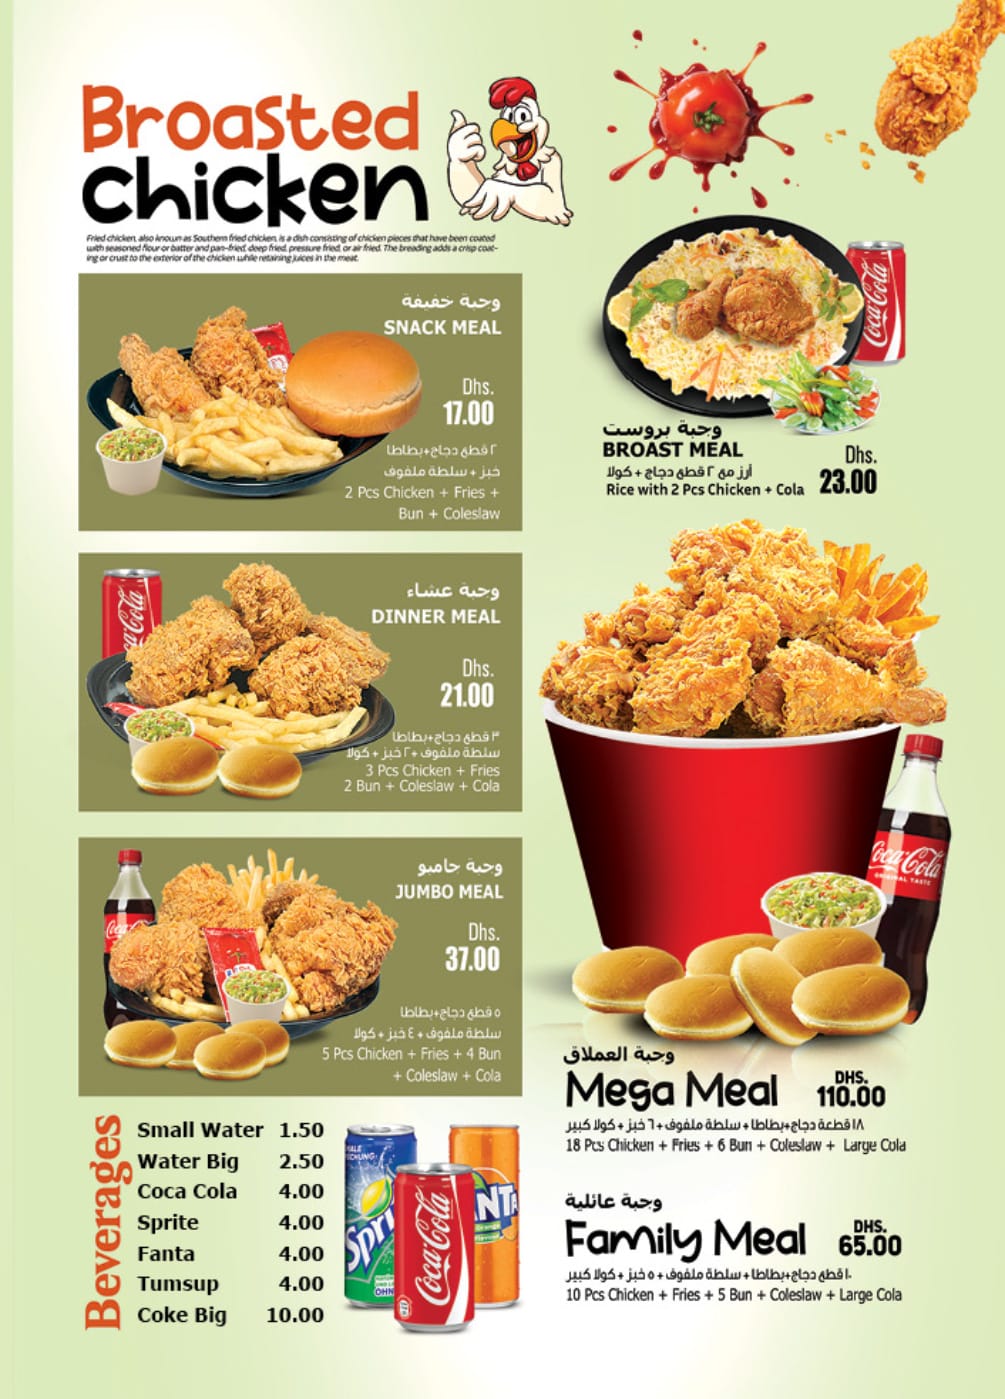 Broasted
chicken
Fried chicken, also known as Southern fried chicken, is a dish consisting of chicken pieces that have been coated
with seasoned flour or batter and pan-fried, deep fried, pressure fried, or air fried. The breading adds a crisp coat-
ing or crust to the exterior of the chicken while retaining juices in the meat.
وجبة خفيفة
SNACK MEAL
Dhs.
17.00
٢ قطع دجاج+بطاطا
خبز + سلطة ملفوف
2 Pcs Chicken + Fries +
Bun + Coleslaw
Coca-Cola
وجبة بروست
BROAST MEAL
أرز مع ٢ قطع دجاج + كولا
Rice with 2 Pcs Chicken + Cola
Dhs.
23.00
وجبة عشاء
DINNER MEAL
Dhs.
21.00
٣ قطع دجاج+بطاطا
سلطة ملفوف +٢ خبز + كولا
3 Pcs Chicken + Fries
2 Bun + Coleslaw + Cola
وجبة جامبو
JUMBO MEAL
Dhs.
37.00
٥ قطع دجاج+بطاطا
سلطة ملفوف + ٤ خبز + كولا
5 Pcs Chicken + Fries + 4 Bun
+ Coleslaw + Cola
Coca-Cola
ORIGINAL TASTE
وجبة العملاق
Mega Meal
DHS.
110.00
١٨ قطعة دجاج+بطاطا + سلطة ملفوف + ٦ خبز + كولا كبير
18 Pcs Chicken + Fries + 6 Bun + Coleslaw + Large Cola
وجبة عائلية
Family Meal
DHS.
65.00
١٠ قطع دجاج+بطاطا + سلطة ملفوف + ٥ خبز + كولا كبير
10 Pcs Chicken + Fries + 5 Bun + Coleslaw + Large Cola
Beverages
Small Water 1.50
Water Big 2.50
Coca Cola 4.00
Sprite 4.00
Fanta 4.00
Tumsup 4.00
Coke Big 10.00
Spri
Coca-Cola
NTA
Orange